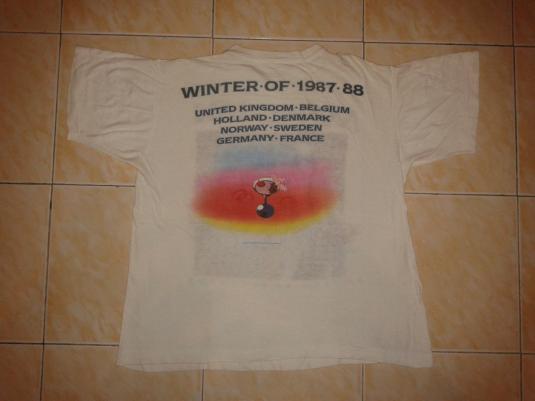 WINTER·OF·1987·88
UNITED KINGDOM·BELGIUM
HOLLAND·DENMARK
NORWAY·SWEDEN
GERMANY·FRANCE